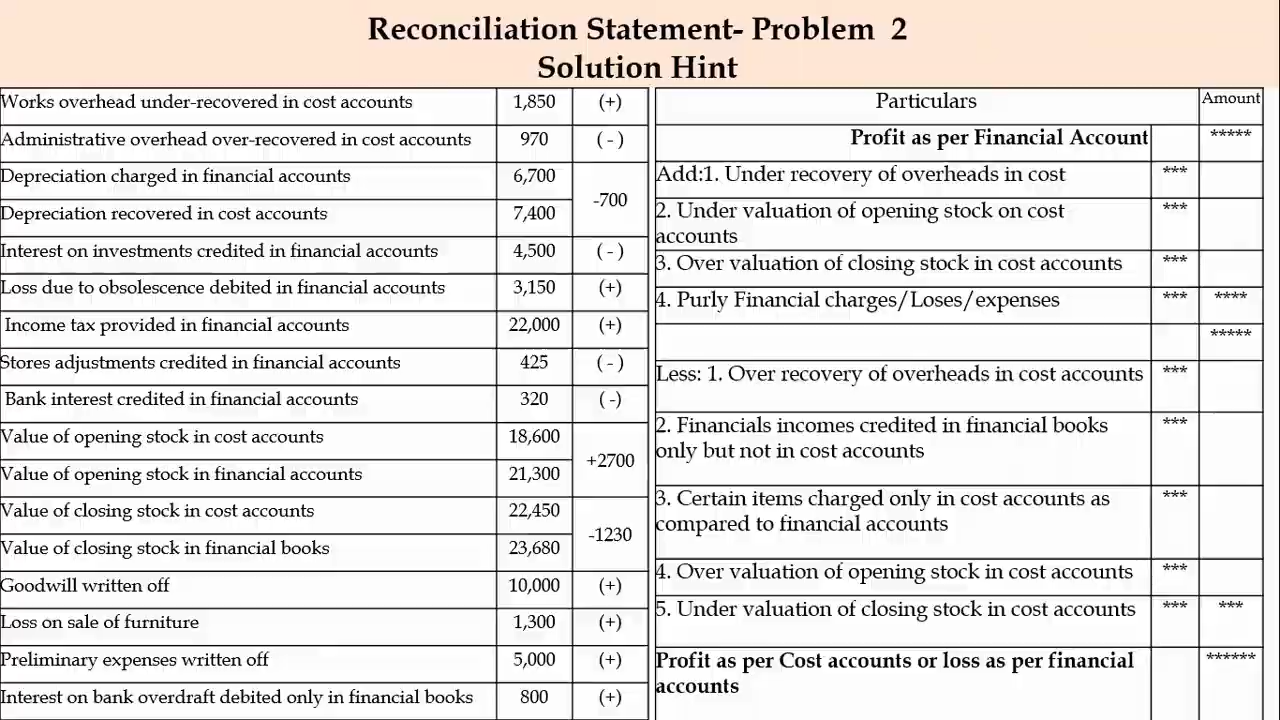 Reconciliation Statement- Problem 2
Solution Hint
Works overhead under-recovered in cost accounts 1,850 (+)
Administrative overhead over-recovered in cost accounts 970 ( - )
Depreciation charged in financial accounts 6,700
-700
Depreciation recovered in cost accounts 7,400
Interest on investments credited in financial accounts 4,500 ( - )
Loss due to obsolescence debited in financial accounts 3,150 (+)
Income tax provided in financial accounts 22,000 (+)
Stores adjustments credited in financial accounts 425 ( - )
Bank interest credited in financial accounts 320 ( -)
Value of opening stock in cost accounts 18,600
+2700
Value of opening stock in financial accounts 21,300
Value of closing stock in cost accounts 22,450
-1230
Value of closing stock in financial books 23,680
Goodwill written off 10,000 (+)
Loss on sale of furniture 1,300 (+)
Preliminary expenses written off 5,000 (+)
Interest on bank overdraft debited only in financial books 800 (+)
Particulars Amount
Profit as per Financial Account *****
Add:1. Under recovery of overheads in cost ***
2. Under valuation of opening stock on cost ***
accounts
3. Over valuation of closing stock in cost accounts ***
4. Purly Financial charges/Loses/expenses *** ****
*****
Less: 1. Over recovery of overheads in cost accounts ***
2. Financials incomes credited in financial books ***
only but not in cost accounts
3. Certain items charged only in cost accounts as ***
compared to financial accounts
4. Over valuation of opening stock in cost accounts ***
5. Under valuation of closing stock in cost accounts *** ***
Profit as per Cost accounts or loss as per financial ******
accounts